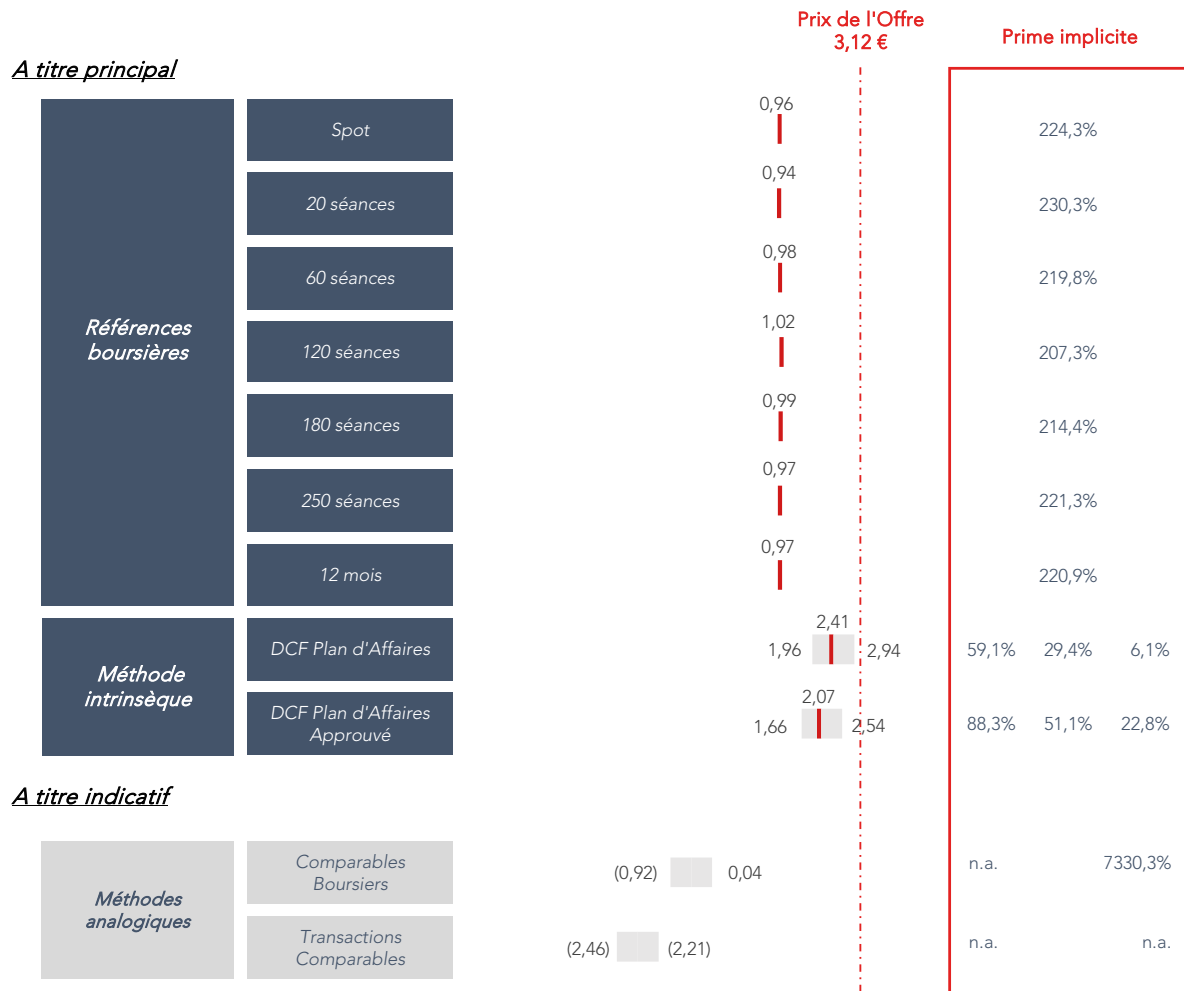 Prix de l'Offre
3,12 €
Prime implicite
A titre principal
Références
boursières
Spot
0,96
224,3%
20 séances
0,94
230,3%
60 séances
0,98
219,8%
120 séances
1,02
207,3%
180 séances
0,99
214,4%
250 séances
0,97
221,3%
12 mois
0,97
220,9%
Méthode
intrinsèque
DCF Plan d'Affaires
1,96
2,41
2,94
59,1% 29,4% 6,1%
DCF Plan d'Affaires
Approuvé
1,66
2,07
2,54
88,3% 51,1% 22,8%
A titre indicatif
Méthodes
analogiques
Comparables
Boursiers
(0,92) 0,04
n.a. 7330,3%
Transactions
Comparables
(2,46) (2,21)
n.a. n.a.